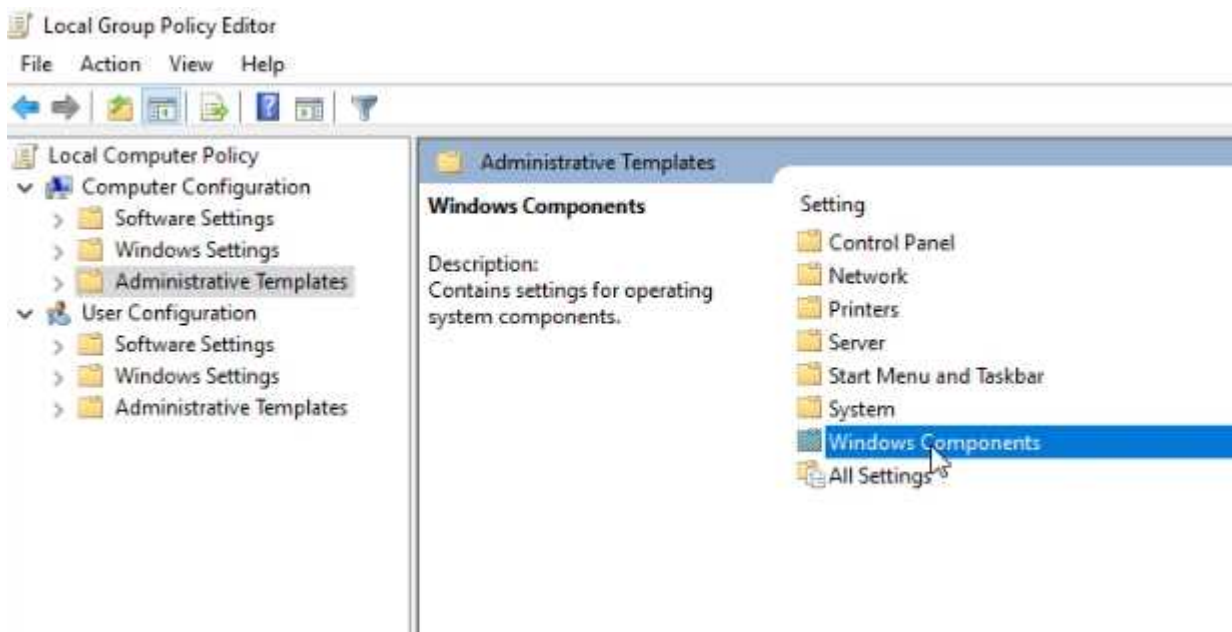 Local Group Policy Editor
File Action View Help
Local Computer Policy
Computer Configuration
Software Settings
Windows Settings
Administrative Templates
User Configuration
Software Settings
Windows Settings
Administrative Templates
Administrative Templates
Windows Components
Description:
Contains settings for operating
system components.
Setting
Control Panel
Network
Printers
Server
Start Menu and Taskbar
System
Windows Components
All Settings